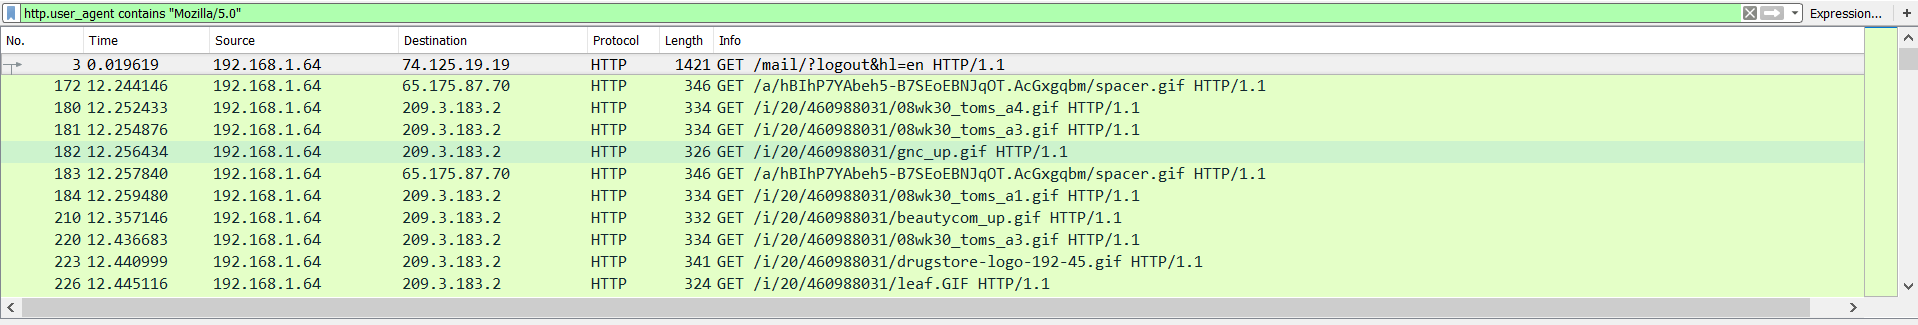 http.user_agent contains "Mozilla/5.0" Expression... +
No. Time Source Destination Protocol Length Info
3 0.019619 192.168.1.64 74.125.19.19 HTTP 1421 GET /mail/?logout&hl=en HTTP/1.1
172 12.244146 192.168.1.64 65.175.87.70 HTTP 346 GET /a/hBIhP7YAbeh5-B7SEoEBNJqOT.AcGxgqbm/spacer.gif HTTP/1.1
180 12.252433 192.168.1.64 209.3.183.2 HTTP 334 GET /i/20/460988031/08wk30_toms_a4.gif HTTP/1.1
181 12.254876 192.168.1.64 209.3.183.2 HTTP 334 GET /i/20/460988031/08wk30_toms_a3.gif HTTP/1.1
182 12.256434 192.168.1.64 209.3.183.2 HTTP 326 GET /i/20/460988031/gnc_up.gif HTTP/1.1
183 12.257840 192.168.1.64 65.175.87.70 HTTP 346 GET /a/hBIhP7YAbeh5-B7SEoEBNJqOT.AcGxgqbm/spacer.gif HTTP/1.1
184 12.259480 192.168.1.64 209.3.183.2 HTTP 334 GET /i/20/460988031/08wk30_toms_a1.gif HTTP/1.1
210 12.357146 192.168.1.64 209.3.183.2 HTTP 332 GET /i/20/460988031/beautycom_up.gif HTTP/1.1
220 12.436683 192.168.1.64 209.3.183.2 HTTP 334 GET /i/20/460988031/08wk30_toms_a3.gif HTTP/1.1
223 12.440999 192.168.1.64 209.3.183.2 HTTP 341 GET /i/20/460988031/drugstore-logo-192-45.gif HTTP/1.1
226 12.445116 192.168.1.64 209.3.183.2 HTTP 324 GET /i/20/460988031/leaf.GIF HTTP/1.1